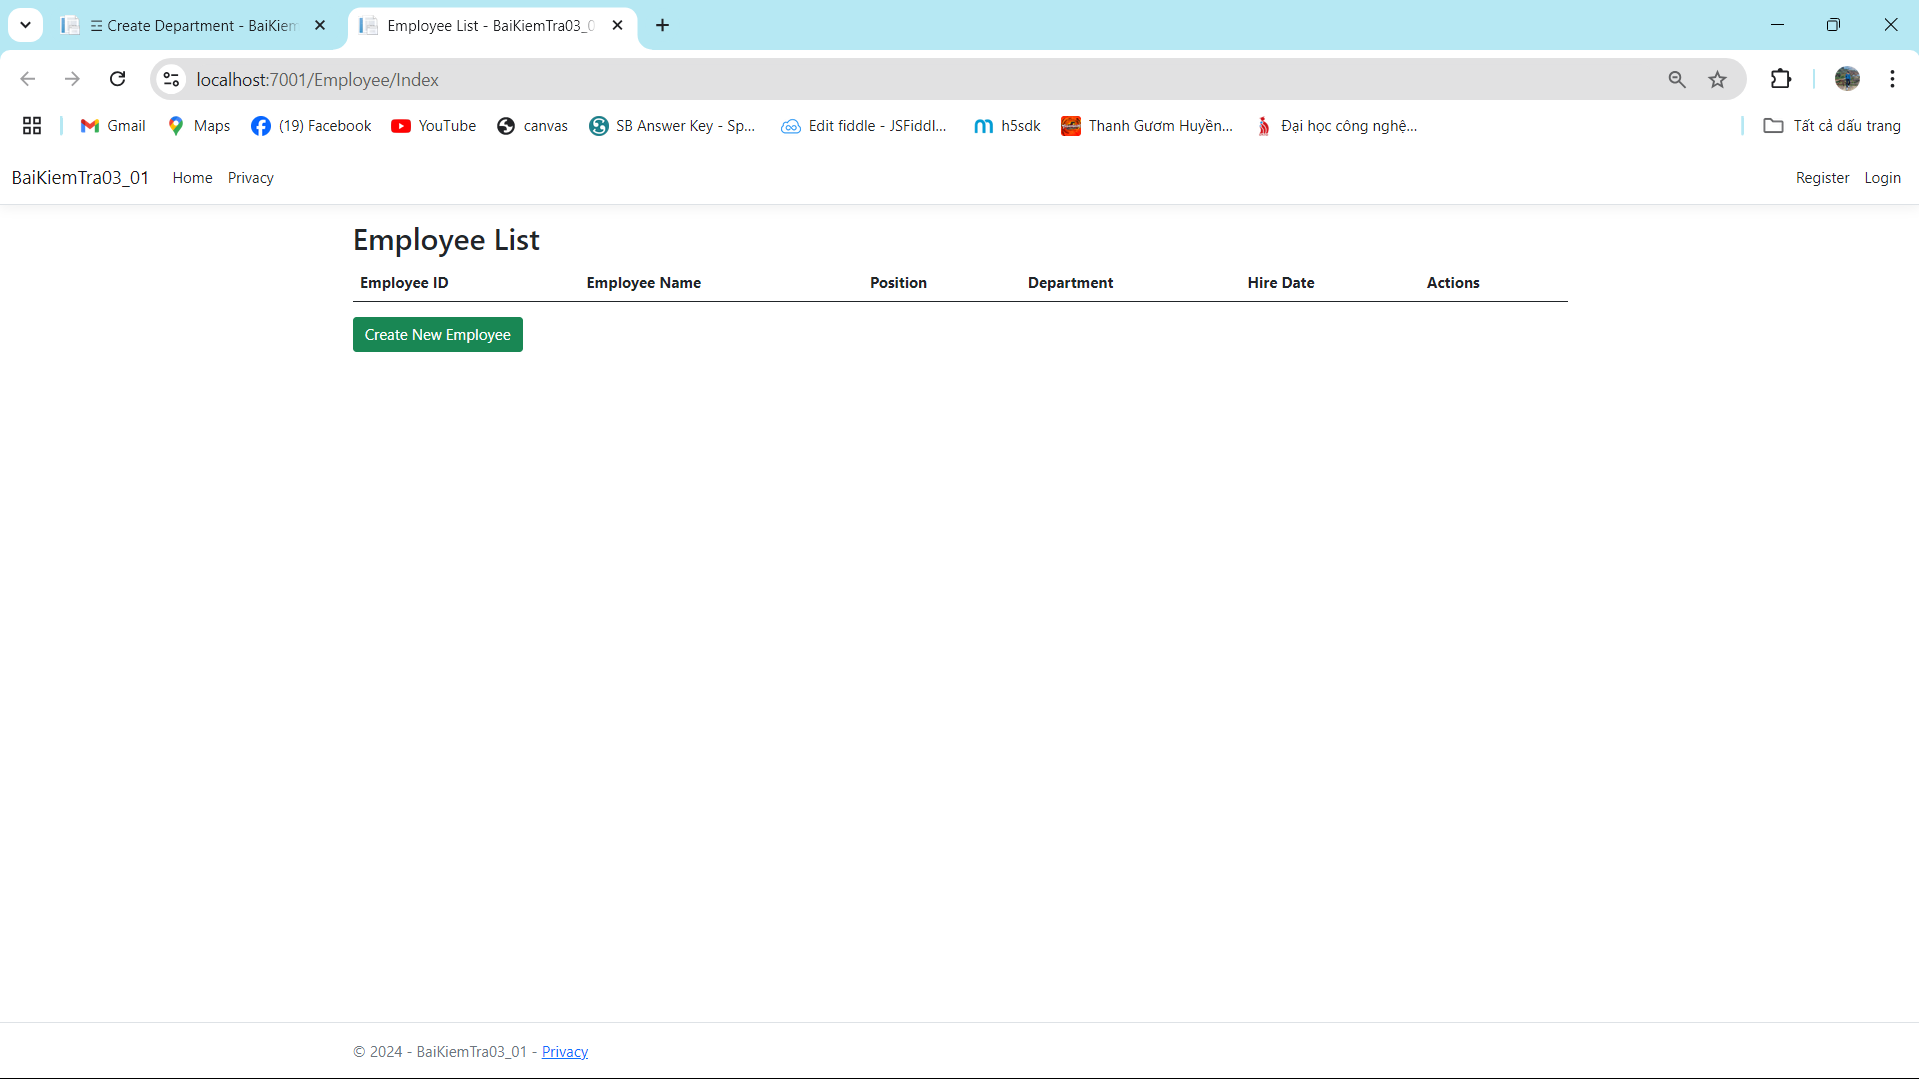 ☲ Create Department - BaiKiem
Employee List - BaiKiemTra03_0
localhost:7001/Employee/Index
Gmail
Maps
(19) Facebook
YouTube
canvas
SB Answer Key - Sp...
Edit fiddle - JSFiddl...
h5sdk
Thanh Gươm Huyền...
Đại học công nghệ...
Tất cả dấu trang
BaiKiemTra03_01 Home Privacy Register Login
Employee List
Employee ID Employee Name Position Department Hire Date Actions
Create New Employee
© 2024 - BaiKiemTra03_01 - Privacy